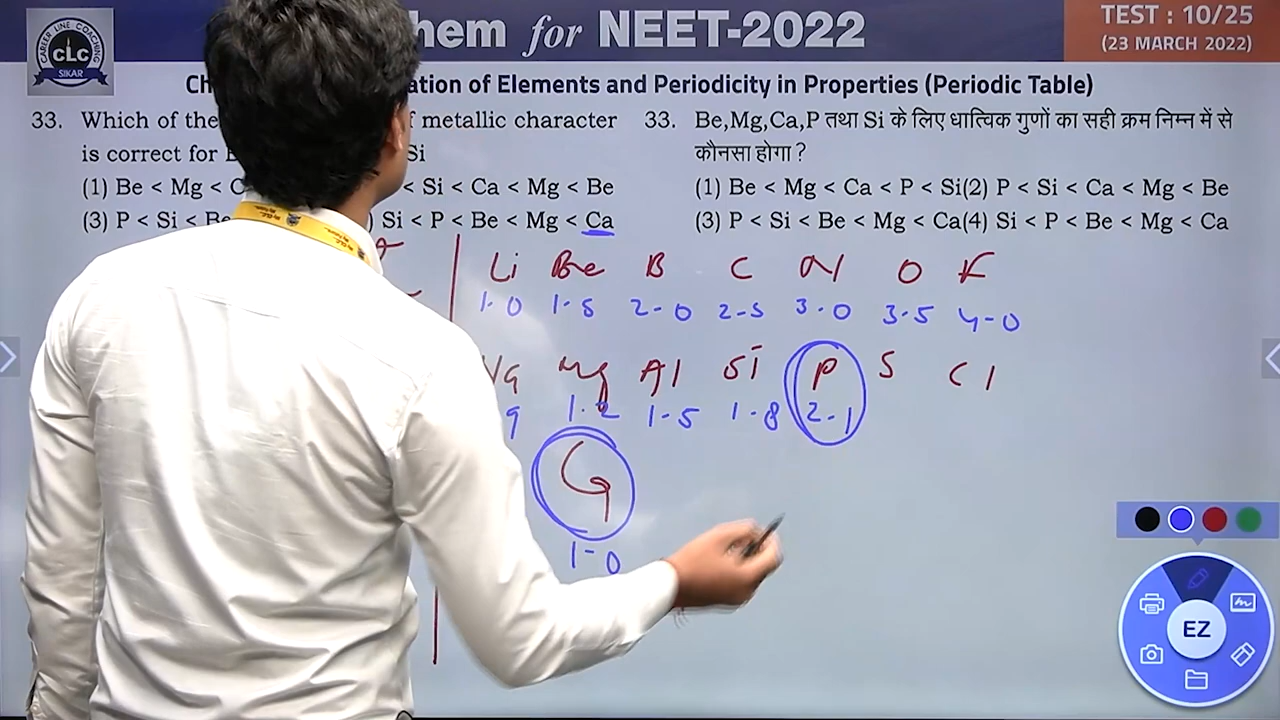 hem for NEET-2022
TEST : 10/25
(23 MARCH 2022)
CAREER LINE COACHING
CLC
SIKAR
Ch ation of Elements and Periodicity in Properties (Periodic Table)
33. Which of the f metallic character
is correct for Si
(1) Be < Mg < C < Si < Ca < Mg < Be
(3) P < Si < Be ) Si < P < Be < Mg < Ca
33. Be,Mg,Ca,P तथा Si के लिए धात्विक गुणों का सही क्रम निम्न में से
कौनसा होगा ?
(1) Be < Mg < Ca < P < Si(2) P < Si < Ca < Mg < Be
(3) P < Si < Be < Mg < Ca(4) Si < P < Be < Mg < Ca
Li Be B C N O F
1.0 1.5 2.0 2.5 3.0 3.5 4.0
Na Mg Al Si P S Cl
9 1.2 1.5 1.8 2.1
Ca
1.0
EZ